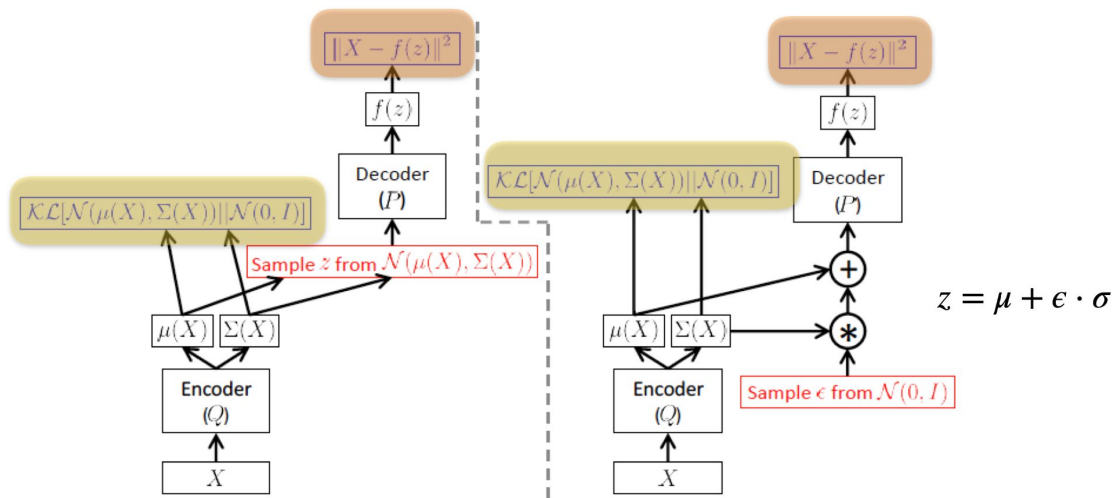 ‖X − f(z)‖²
f(z)
Decoder
(P)
𝒦ℒ[𝒩(μ(X), Σ(X))||𝒩(0, I)]
Sample z from 𝒩(μ(X), Σ(X))
μ(X)
Σ(X)
Encoder
(Q)
X
‖X − f(z)‖²
f(z)
𝒦ℒ[𝒩(μ(X), Σ(X))||𝒩(0, I)]
Decoder
(P)
+
z = μ + ϵ · σ
μ(X)
Σ(X)
*
Encoder
(Q)
Sample ϵ from 𝒩(0, I)
X